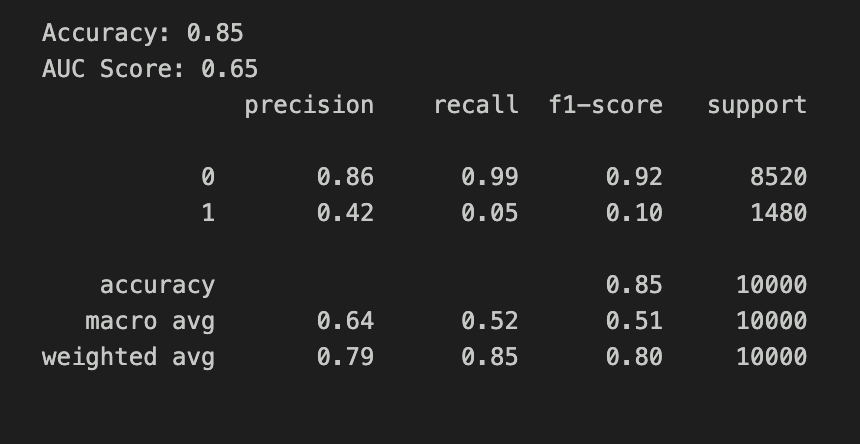 Accuracy: 0.85
AUC Score: 0.65
precision recall f1-score support
0 0.86 0.99 0.92 8520
1 0.42 0.05 0.10 1480
accuracy 0.85 10000
macro avg 0.64 0.52 0.51 10000
weighted avg 0.79 0.85 0.80 10000